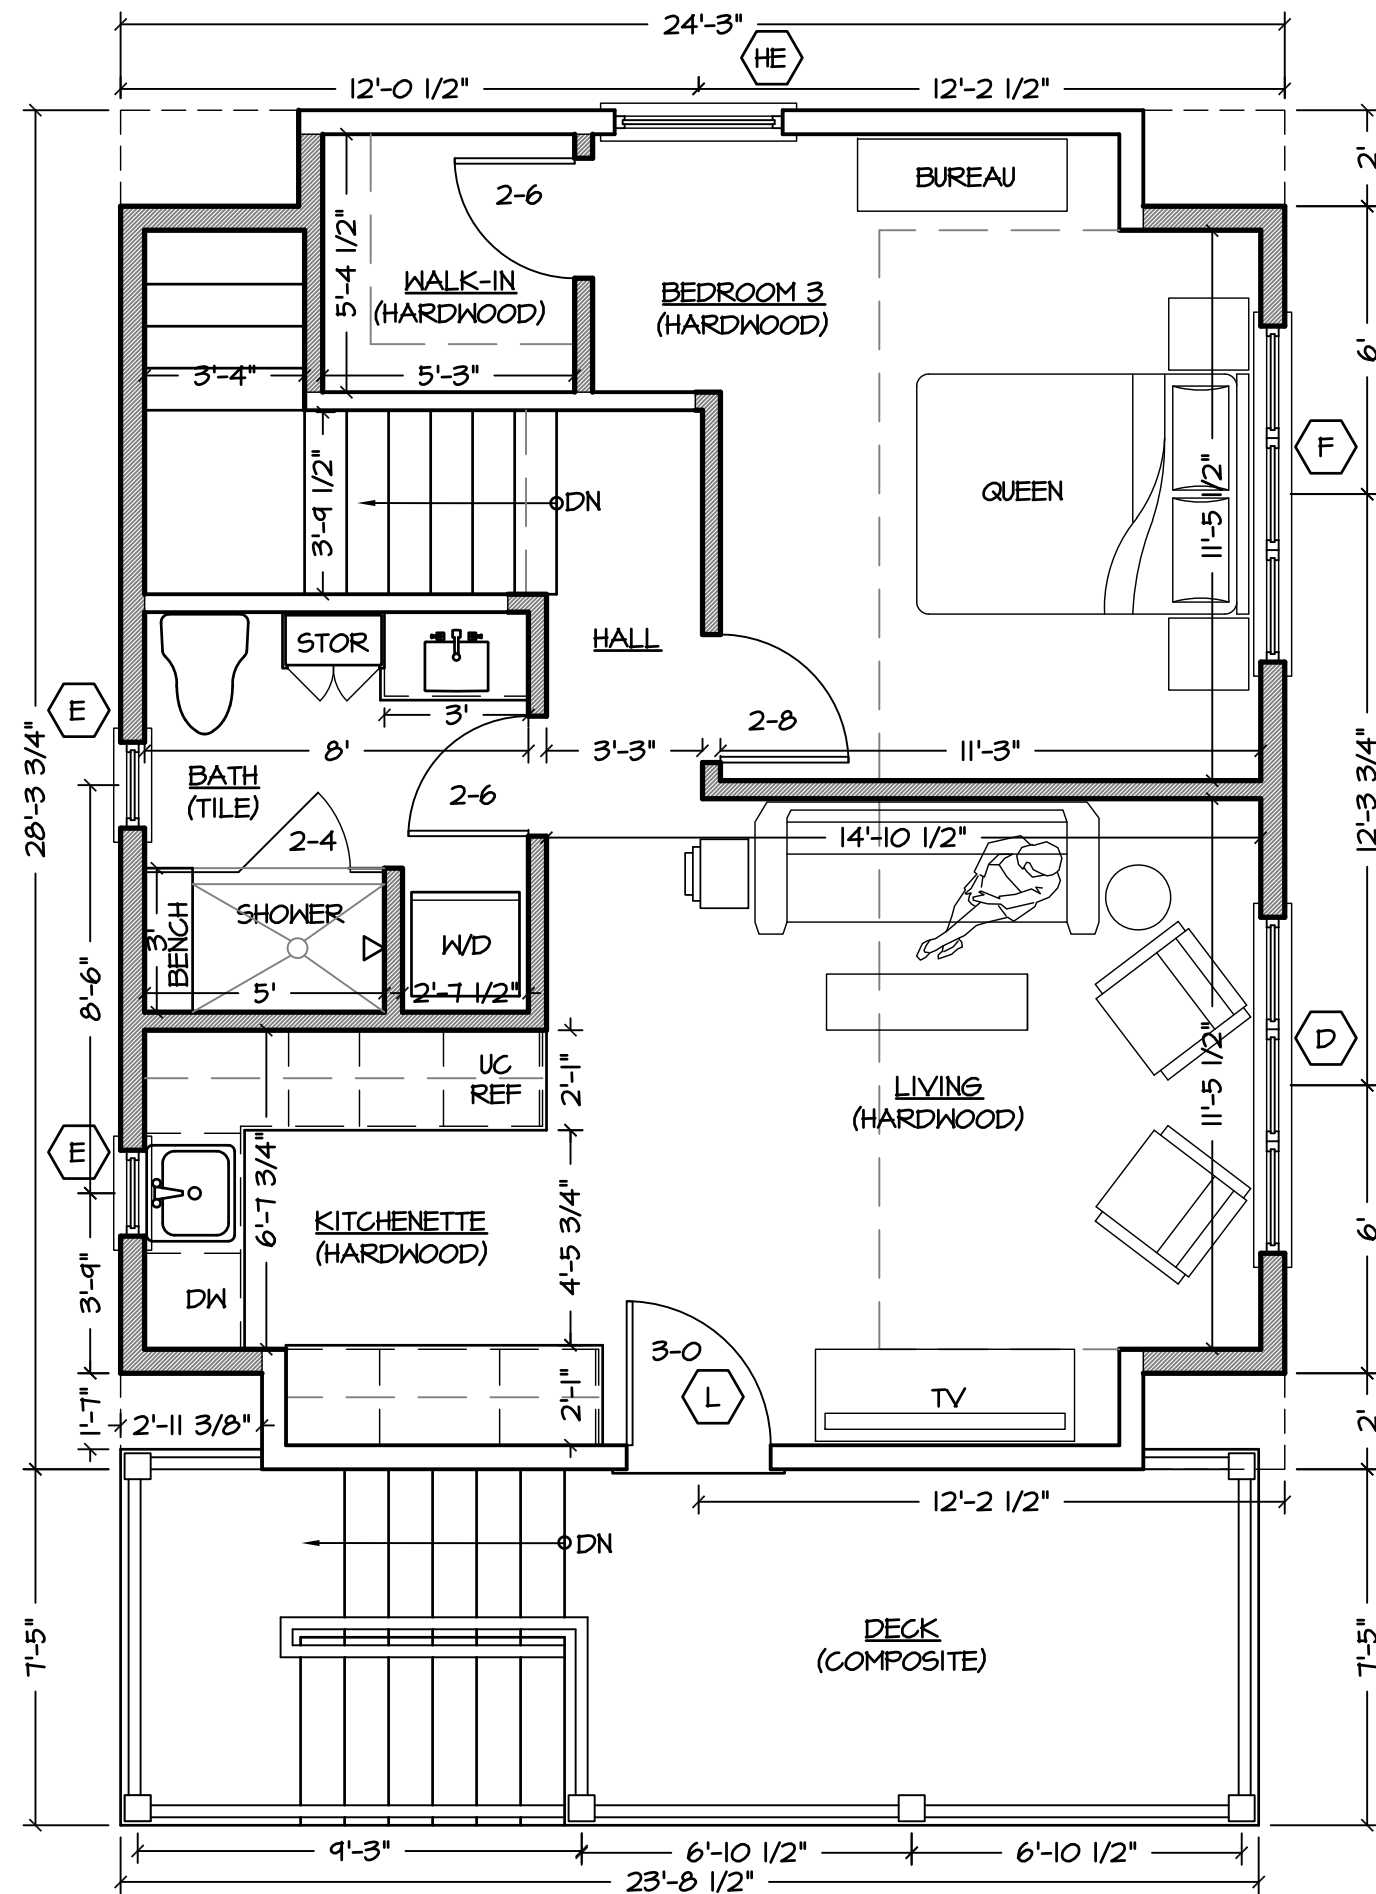 24'-3"
HE
12'-0 1/2"
12'-2 1/2"
2'
BUREAU
2-6
5'-4 1/2"
WALK-IN
(HARDWOOD)
BEDROOM 3
(HARDWOOD)
6'
3'-4"
5'-3"
F
3'-9 1/2"
DN
QUEEN
11'-5 1/2"
STOR
HALL
E
3'
2-8
28'-3 3/4"
8'
3'-3"
11'-3"
12'-3 3/4"
BATH
(TILE)
2-6
2-4
14'-10 1/2"
SHOWER
3'
BENCH
W/D
8'-6"
5'
2'-7 1/2"
D
UC
REF
2'-1"
LIVING
(HARDWOOD)
11'-5 1/2"
E
6'-7 3/4"
KITCHENETTE
(HARDWOOD)
4'-5 3/4"
6'
3'-9"
DW
3-0
L
TV
2'-1"
1'-7"
2'-11 3/8"
2'
12'-2 1/2"
DN
7'-5"
DECK
(COMPOSITE)
7'-5"
9'-3"
6'-10 1/2"
6'-10 1/2"
23'-8 1/2"